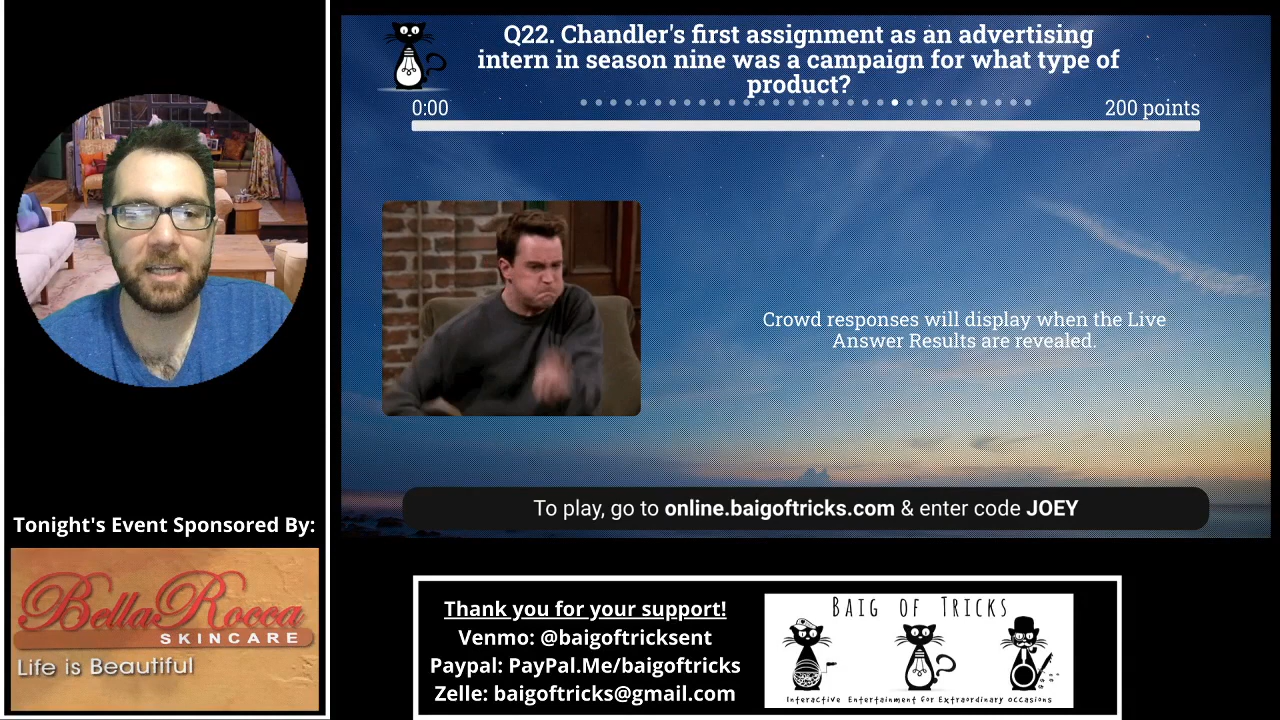 Q22. Chandler's first assignment as an advertising
intern in season nine was a campaign for what type of
product?
0:00
200 points
Crowd responses will display when the Live
Answer Results are revealed.
To play, go to online.baigoftricks.com & enter code JOEY
Tonight's Event Sponsored By:
BellaRocca
SKINCARE
Life is Beautiful
Thank you for your support!
Venmo: @baigoftricksent
Paypal: PayPal.Me/baigoftricks
Zelle: baigoftricks@gmail.com
BAIG OF TRICKS
Interactive Entertainment for Extraordinary occasions